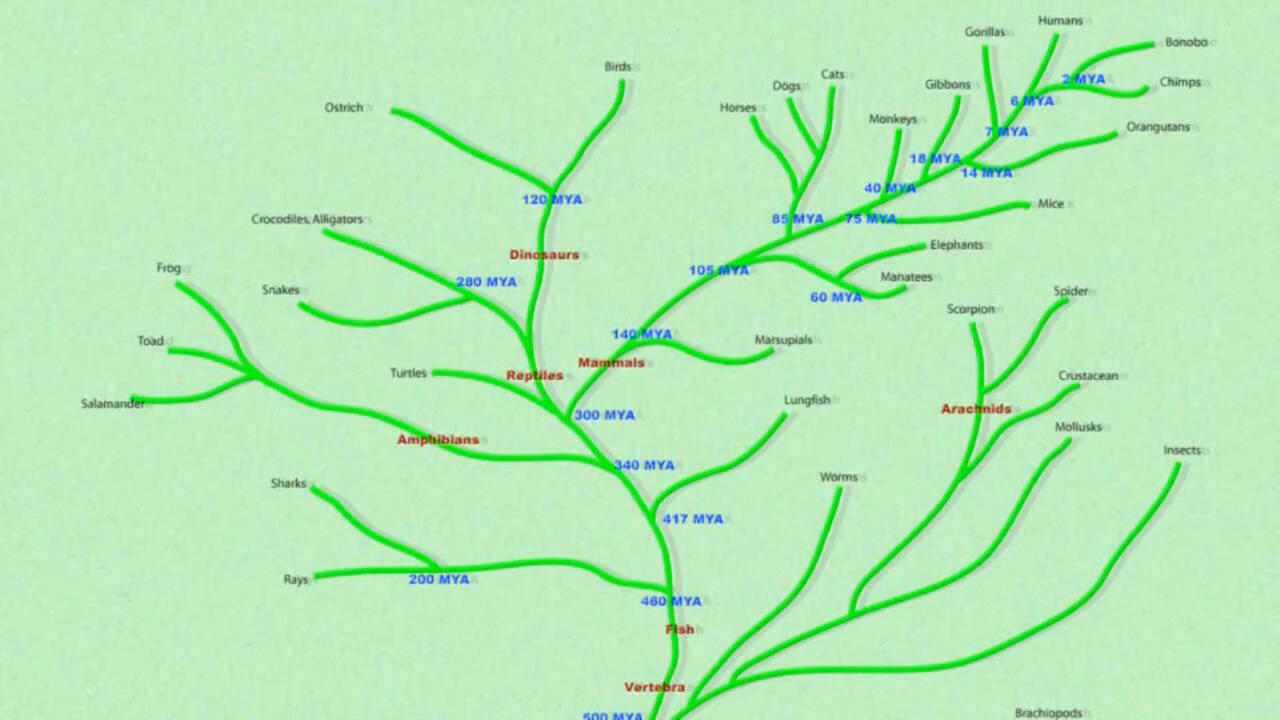 Humans
Gorillas
Bonobo
Birds
Cats
2 MYA
Chimps
Dogs
Gibbons
6 MYA
Ostrich
Horses
Monkeys
7 MYA
Orangutans
18 MYA
14 MYA
40 MYA
120 MYA
Mice
Crocodiles, Alligators
85 MYA
75 MYA
Elephants
Dinosaurs
Frog
105 MYA
Manatees
280 MYA
Snakes
60 MYA
Spider
Scorpion
Toad
140 MYA
Marsupials
Mammals
Turtles
Reptiles
Crustacean
Salamander
Lungfish
Arachnids
300 MYA
Mollusks
Amphibians
Insects
340 MYA
Sharks
Worms
417 MYA
Rays
200 MYA
460 MYA
Fish
Vertebra
Brachiopods
500 MYA